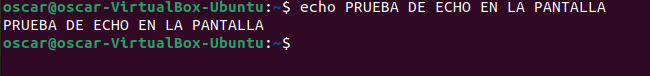 oscar@oscar-VirtualBox-Ubuntu:~$ echo PRUEBA DE ECHO EN LA PANTALLA
PRUEBA DE ECHO EN LA PANTALLA
oscar@oscar-VirtualBox-Ubuntu:~$